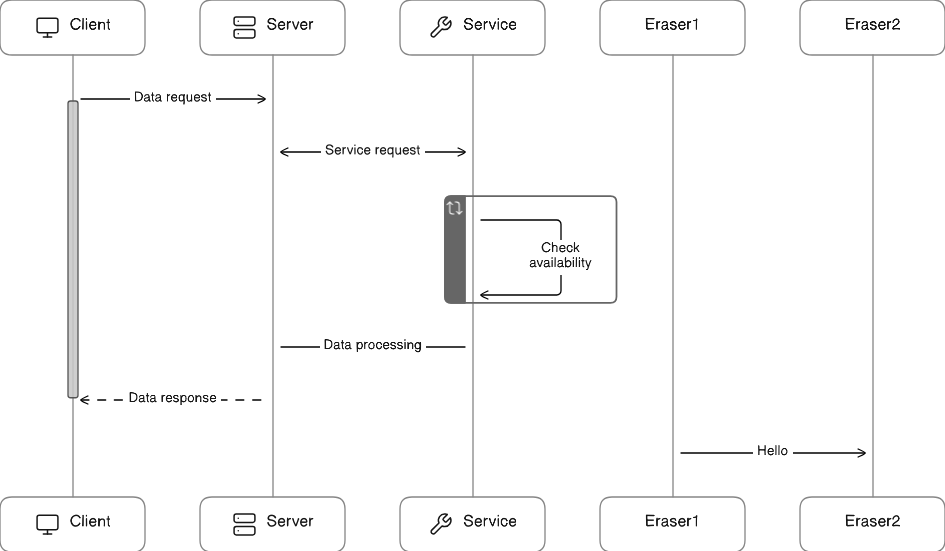 Client
Server
Service
Eraser1
Eraser2
Data request
Service request
Check
availability
Data processing
Data response
Hello
Client
Server
Service
Eraser1
Eraser2